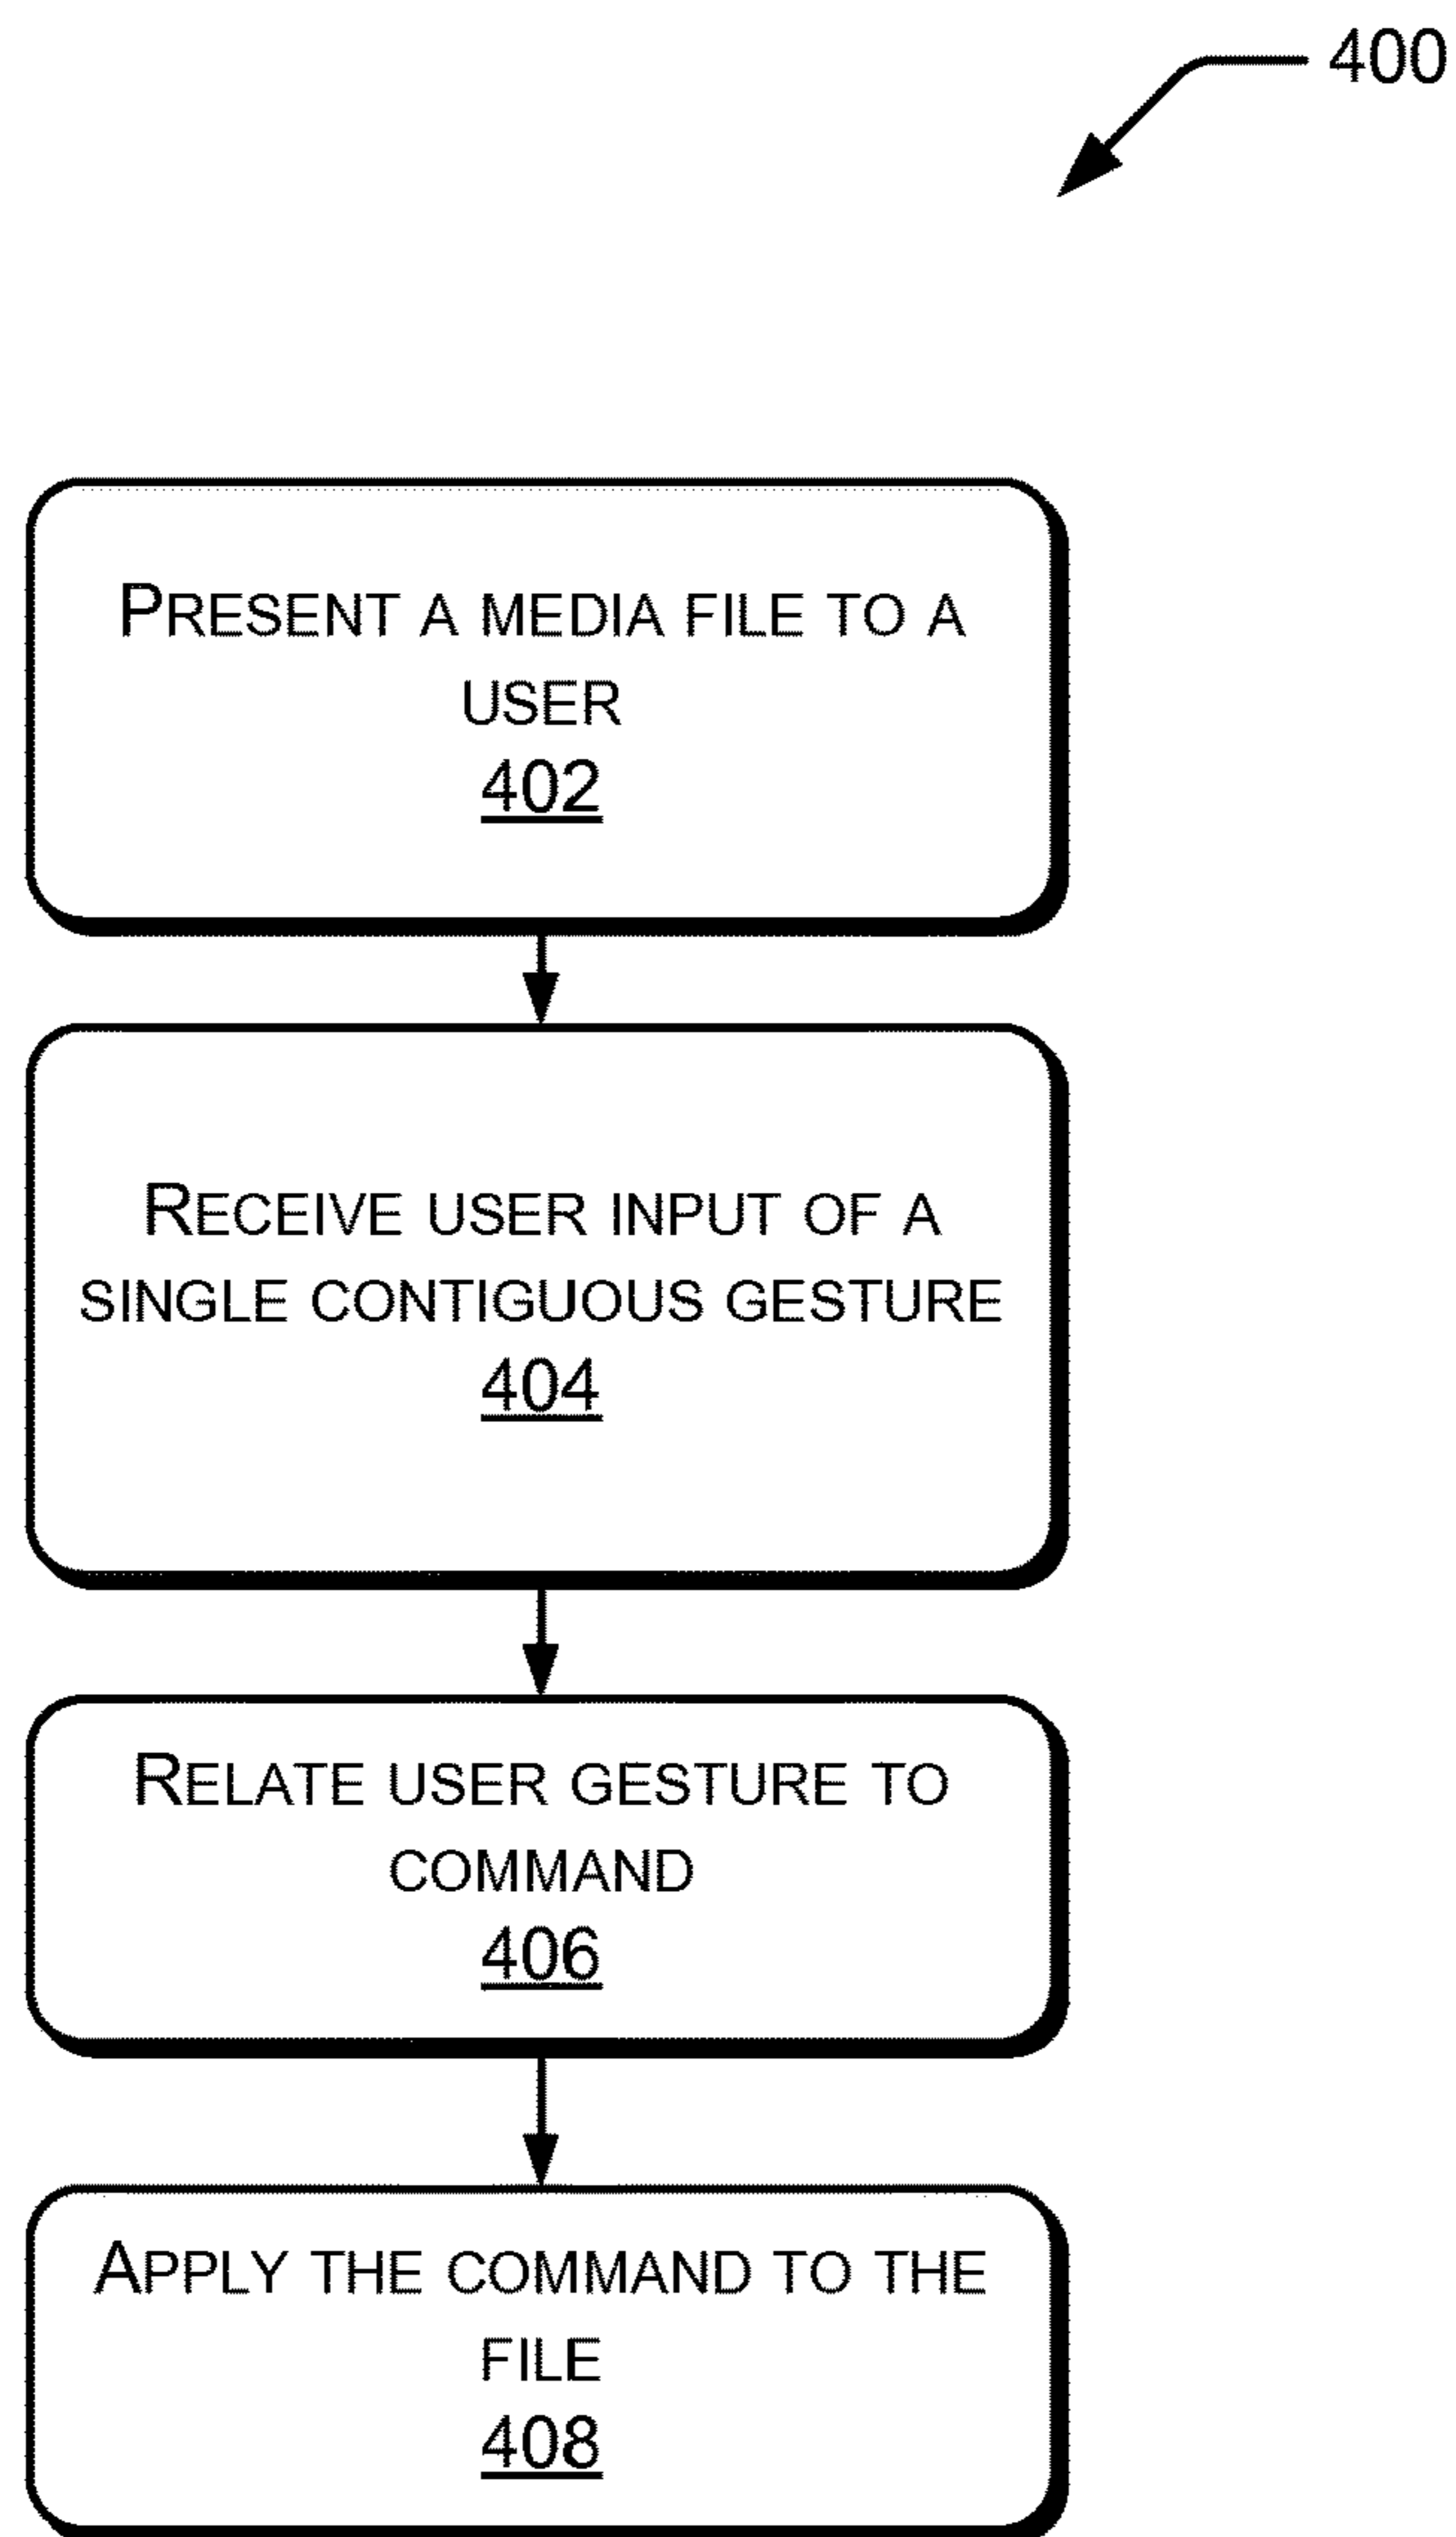 400
PRESENT A MEDIA FILE TO A
USER
402
RECEIVE USER INPUT OF A
SINGLE CONTIGUOUS GESTURE
404
RELATE USER GESTURE TO
COMMAND
406
APPLY THE COMMAND TO THE
FILE
408